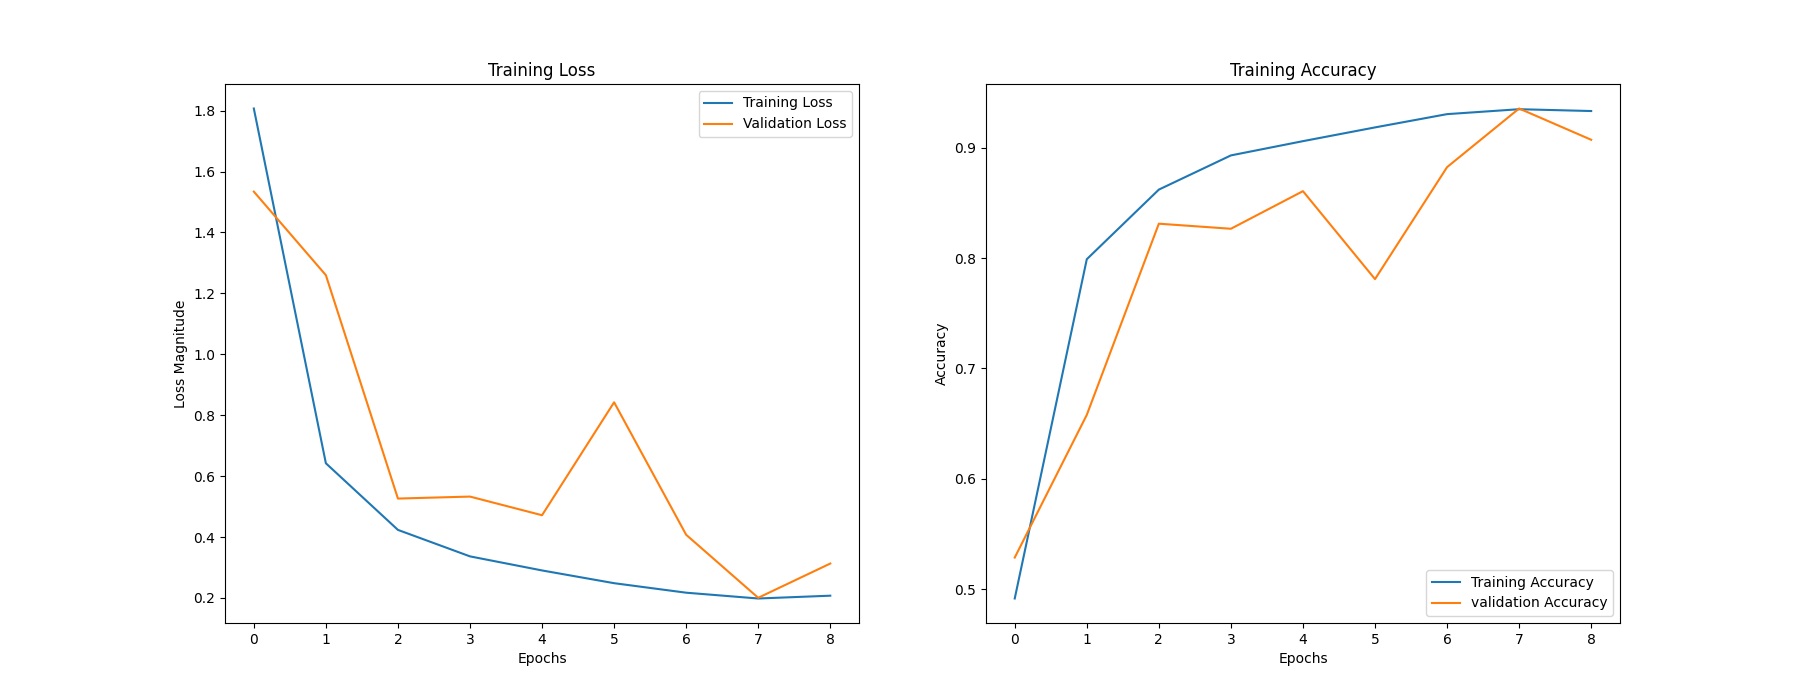 Training Loss
Training Loss
Validation Loss
1.8
1.6
1.4
1.2
1.0
0.8
0.6
0.4
0.2
Loss Magnitude
0 1 2 3 4 5 6 7 8
Epochs
Training Accuracy
0.9
0.8
0.7
0.6
0.5
Accuracy
Training Accuracy
validation Accuracy
0 1 2 3 4 5 6 7 8
Epochs